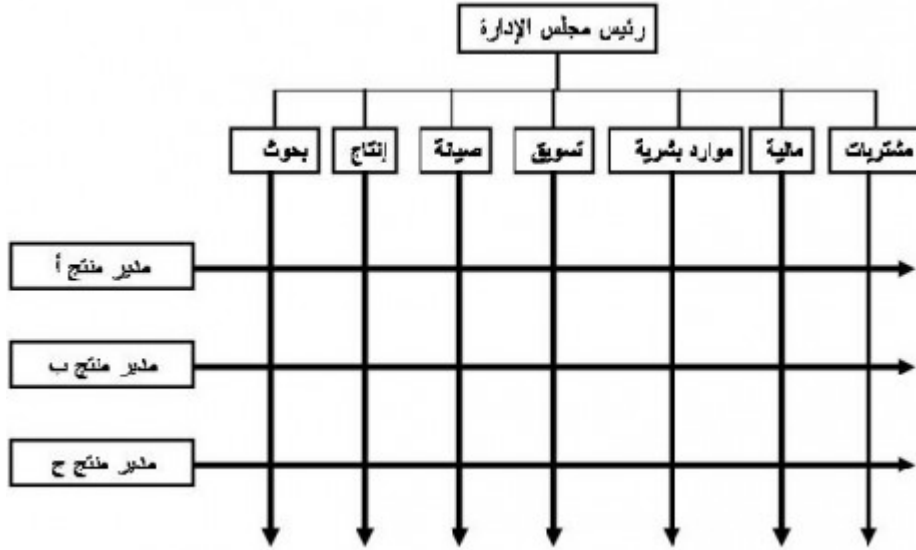 رئيس مجلس الإدارة
مشتريات
مالية
موارد بشرية
تسويق
صيانة
إنتاج
بحوث
مدير منتج أ
مدير منتج ب
مدير منتج ج